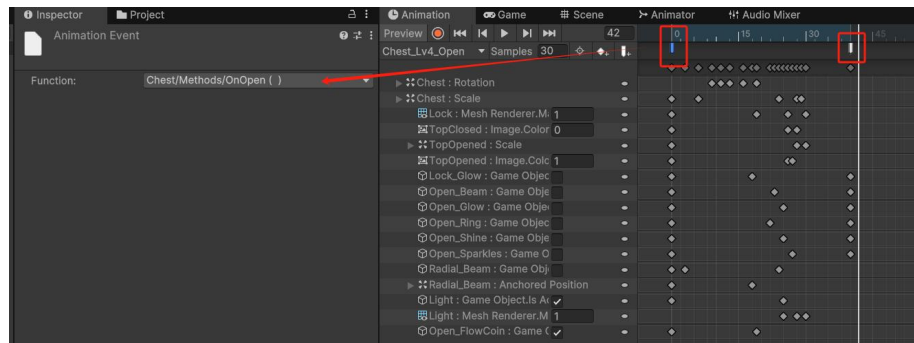 Inspector Project
Animation Event
Function: Chest/Methods/OnOpen ( )
Animation Game Scene Animator Audio Mixer
Preview 42 0 15 30 45
Chest_Lv4_Open Samples 30
Chest : Rotation
Chest : Scale
Lock : Mesh Renderer.Ma 1
TopClosed : Image.Color 0
TopOpened : Scale
TopOpened : Image.Colo 1
Lock_Glow : Game Objec
Open_Beam : Game Obje
Open_Glow : Game Objec
Open_Ring : Game Objec
Open_Shine : Game Obje
Open_Sparkles : Game O
Radial_Beam : Game Obj
Radial_Beam : Anchored Position
Light : Game Object.Is Ac
Light : Mesh Renderer.M 1
Open_FlowCoin : Game O